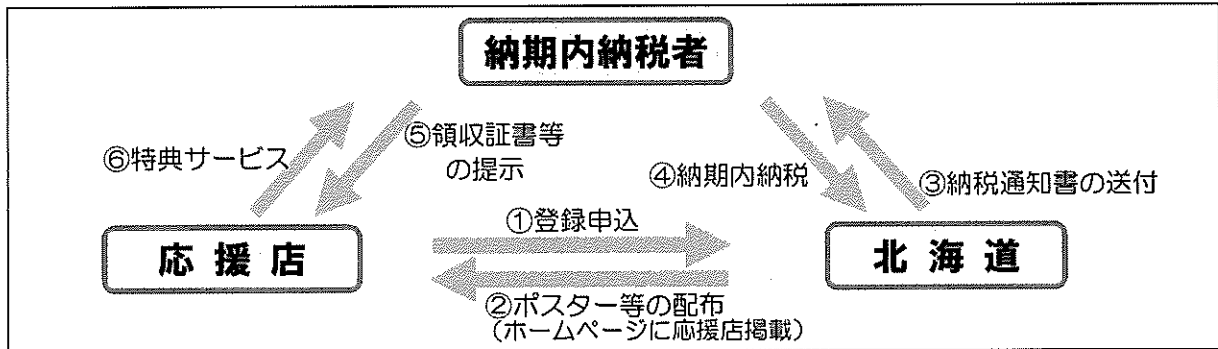 納期内納税者
⑥特典サービス
⑤領収証書等
の提示
④納期内納税
③納税通知書の送付
①登録申込
応援店
北海道
②ポスター等の配布
(ホームページに応援店掲載)